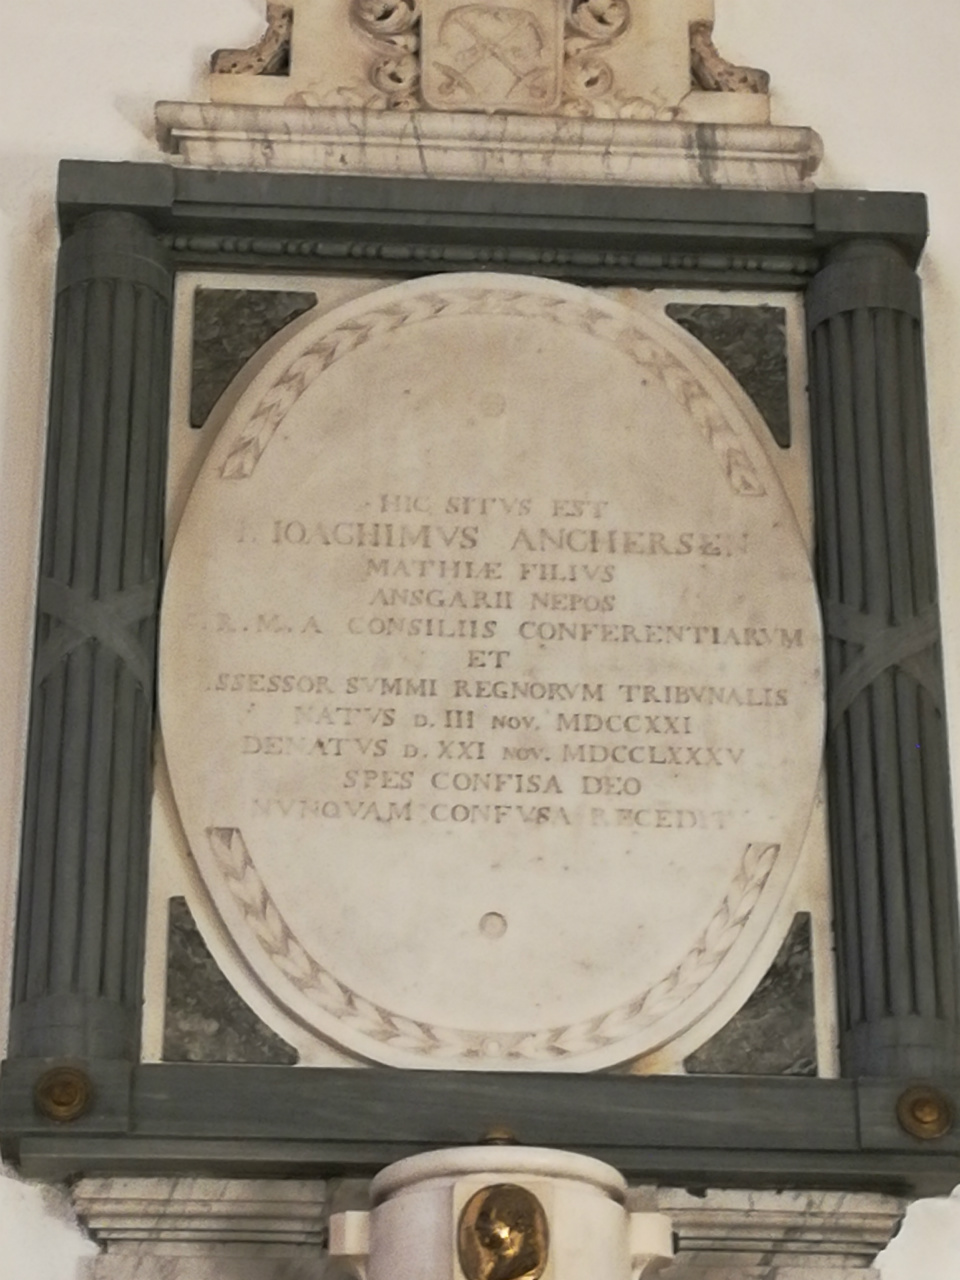 HIC SITVS EST
IOACHIMVS ANCHERSEN
MATHIÆ FILIVS
ANSGARII NEPOS
R. M. A CONSILIIS CONFERENTIARVM
ET
SSESSOR SVMMI REGNORVM TRIBVNALIS
NATVS D. III NOV. MDCCXXI
DENATVS D. XXI NOV. MDCCLXXXV
SPES CONFISA DEO
NVNQVAM CONFVSA RECEDIT